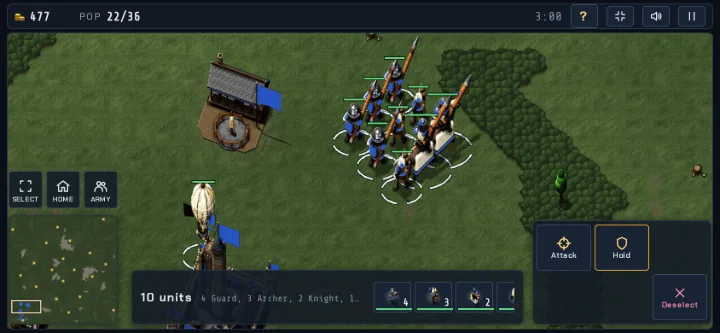 477 POP 22/36 3:00 ?
SELECT HOME ARMY
Attack Hold
10 units 4 Guard, 3 Archer, 2 Knight, 1… 4 3 2
Deselect